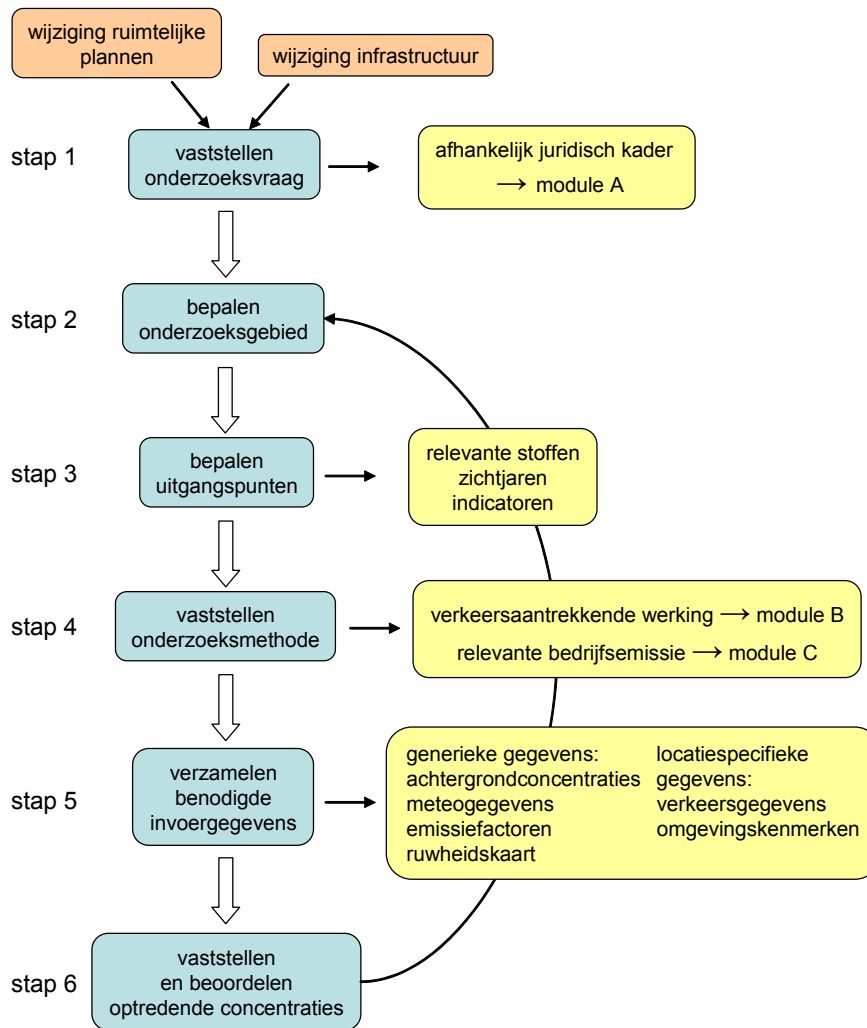 wijziging ruimtelijke
plannen
wijziging infrastructuur
stap 1
vaststellen
onderzoeksvraag
afhankelijk juridisch kader
→ module A
stap 2
bepalen
onderzoeksgebied
stap 3
bepalen
uitgangspunten
relevante stoffen
zichtjaren
indicatoren
stap 4
vaststellen
onderzoeksmethode
verkeersaantrekkende werking → module B
relevante bedrijfsemissie → module C
stap 5
verzamelen
benodigde
invoergegevens
generieke gegevens:
achtergrondconcentraties
meteogegevens
emissiefactoren
ruwheidskaart
locatiespecifieke
gegevens:
verkeersgegevens
omgevingskenmerken
stap 6
vaststellen
en beoordelen
optredende concentraties